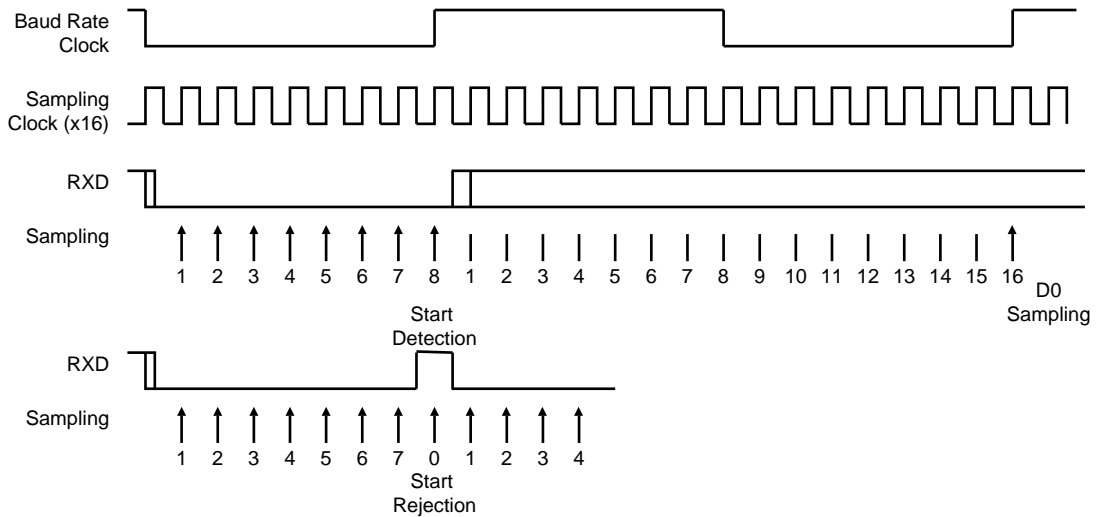 Baud Rate
Clock
Sampling
Clock (x16)
RXD
Sampling
1 2 3 4 5 6 7 8 1 2 3 4 5 6 7 8 9 10 11 12 13 14 15 16
D0
Sampling
Start
Detection
RXD
Sampling
1 2 3 4 5 6 7 0 1 2 3 4
Start
Rejection